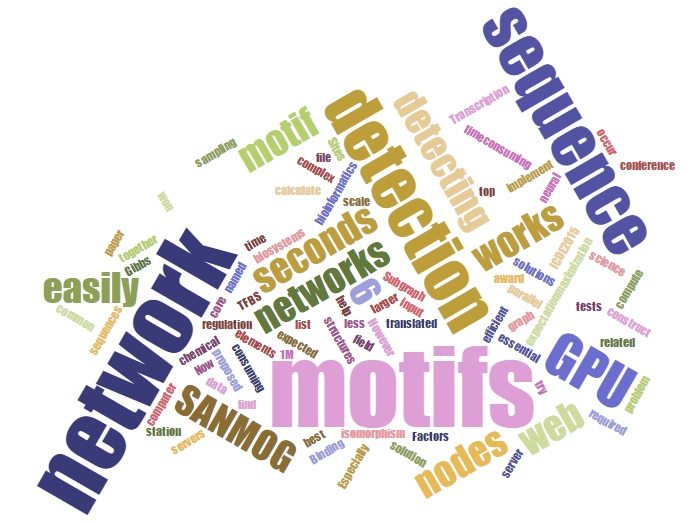 sequence
Transcription
timeconsuming
occur
conference
detecting
detection
motif
sampling
Sites
file
complex
bioinformatics
calculate
scale
top
implement
neural
won
paper
together
Gibbs
time
biosystems
seconds
works
ICDE2015
science
solutions
expectationmaximization
network
easily
named
core
TFBS
networks
C
Subgraph
input
larger
help
award
parallel
compute
common
sequences
regulation
list
less
However
translated
efficient
graph
tests
construct
elements
structures
field
essential
related
chemical
Now
proposed
consuming
expected
1M
motifs
try
GPU
problem
computer
data
find
SANMOG
station
servers
best
isomorphism
Factors
Binding
Especially
solution
nodes
server
web
required